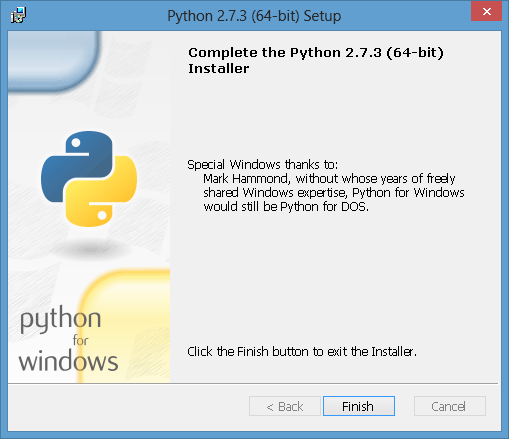 Python 2.7.3 (64-bit) Setup
Complete the Python 2.7.3 (64-bit)
Installer
Special Windows thanks to:
Mark Hammond, without whose years of freely
shared Windows expertise, Python for Windows
would still be Python for DOS.
python
for
windows
Click the Finish button to exit the Installer.
< Back
Finish
Cancel